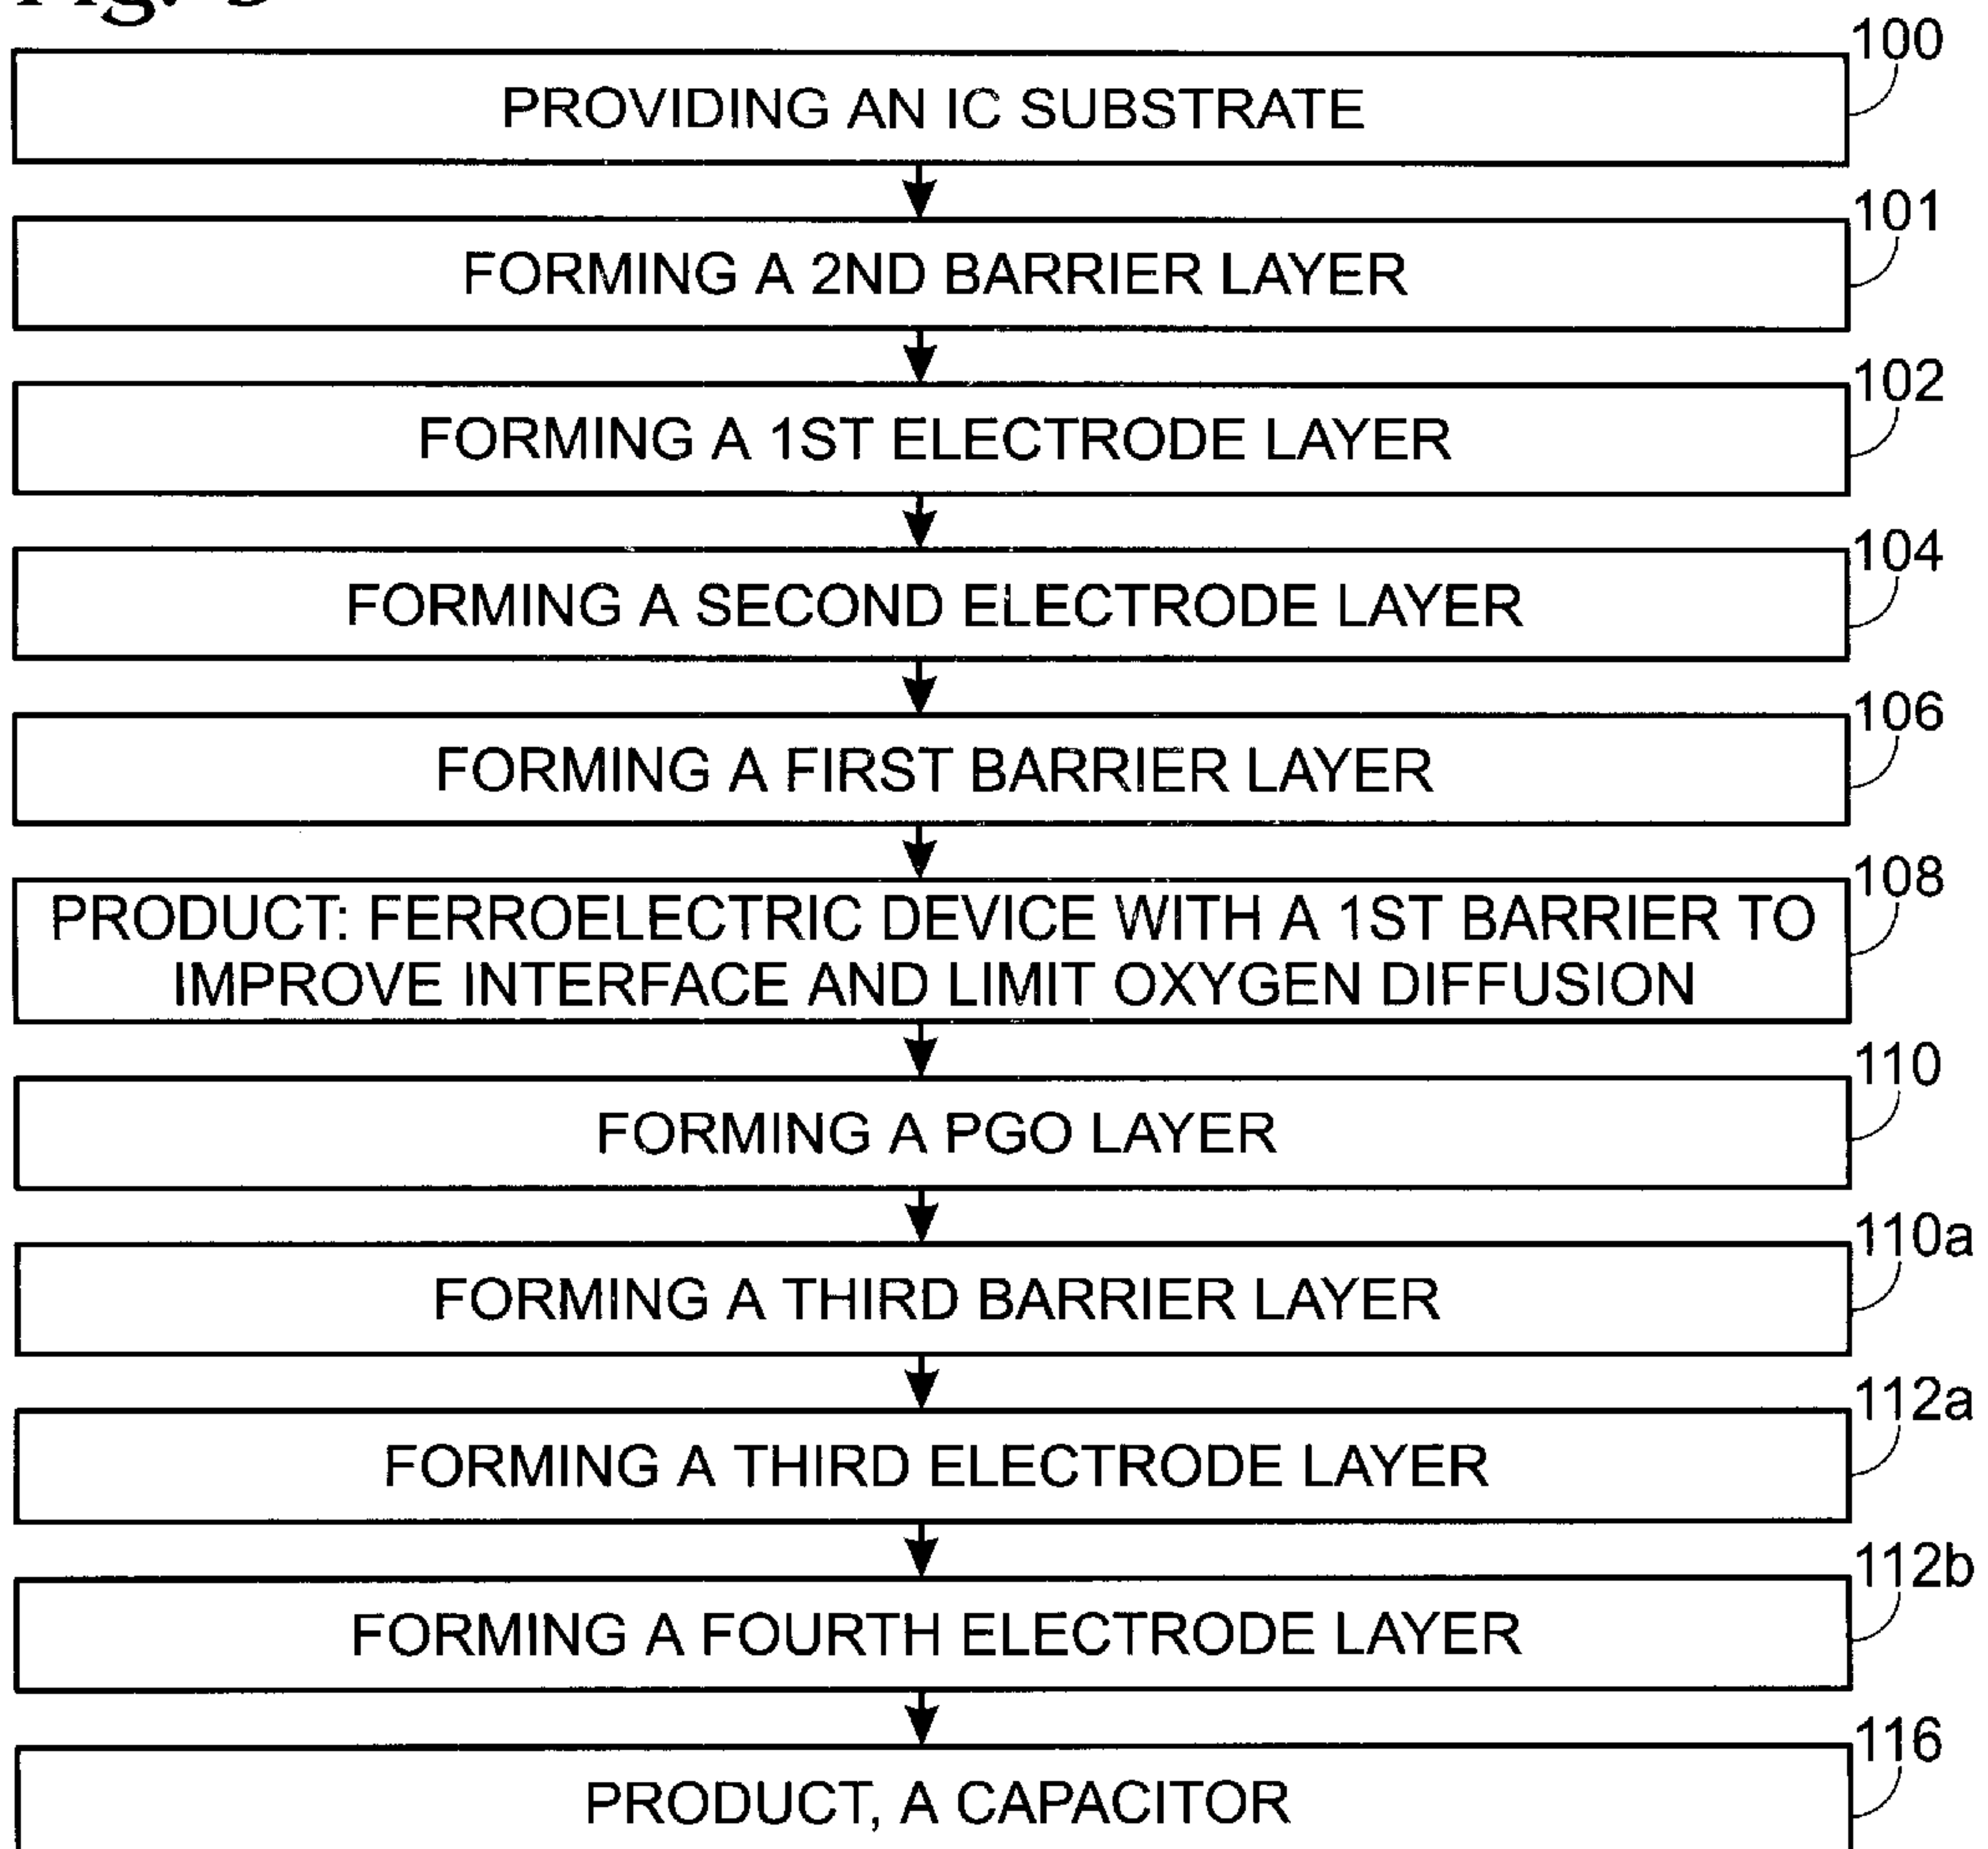 100
PROVIDING AN IC SUBSTRATE
101
FORMING A 2ND BARRIER LAYER
102
FORMING A 1ST ELECTRODE LAYER
104
FORMING A SECOND ELECTRODE LAYER
106
FORMING A FIRST BARRIER LAYER
108
PRODUCT: FERROELECTRIC DEVICE WITH A 1ST BARRIER TO
IMPROVE INTERFACE AND LIMIT OXYGEN DIFFUSION
110
FORMING A PGO LAYER
110a
FORMING A THIRD BARRIER LAYER
112a
FORMING A THIRD ELECTRODE LAYER
112b
FORMING A FOURTH ELECTRODE LAYER
116
PRODUCT, A CAPACITOR